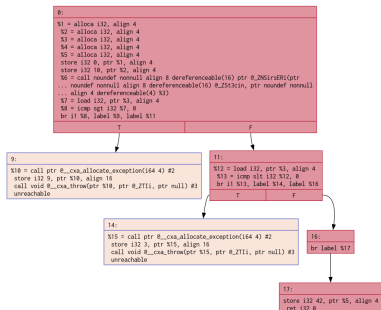 0:
%1 = alloca i32, align 4
%2 = alloca i32, align 4
%3 = alloca i32, align 4
%4 = alloca i32, align 4
%5 = alloca i32, align 4
store i32 0, ptr %1, align 4
store i32 10, ptr %2, align 4
%6 = call noundef nonnull align 8 dereferenceable(16) ptr @_ZNSirsERi(ptr
... noundef nonnull align 8 dereferenceable(16) @_ZSt3cin, ptr noundef nonnull
... align 4 dereferenceable(4) %3)
%7 = load i32, ptr %3, align 4
%8 = icmp sgt i32 %7, 0
br i1 %8, label %9, label %11
T F
9:
%10 = call ptr @__cxa_allocate_exception(i64 4) #2
store i32 9, ptr %10, align 16
call void @__cxa_throw(ptr %10, ptr @_ZTIi, ptr null) #3
unreachable
11:
%12 = load i32, ptr %3, align 4
%13 = icmp slt i32 %12, 0
br i1 %13, label %14, label %16
T F
14:
%15 = call ptr @__cxa_allocate_exception(i64 4) #2
store i32 3, ptr %15, align 16
call void @__cxa_throw(ptr %15, ptr @_ZTIi, ptr null) #3
unreachable
16:
br label %17
17:
store i32 42, ptr %5, align 4
ret i32 0